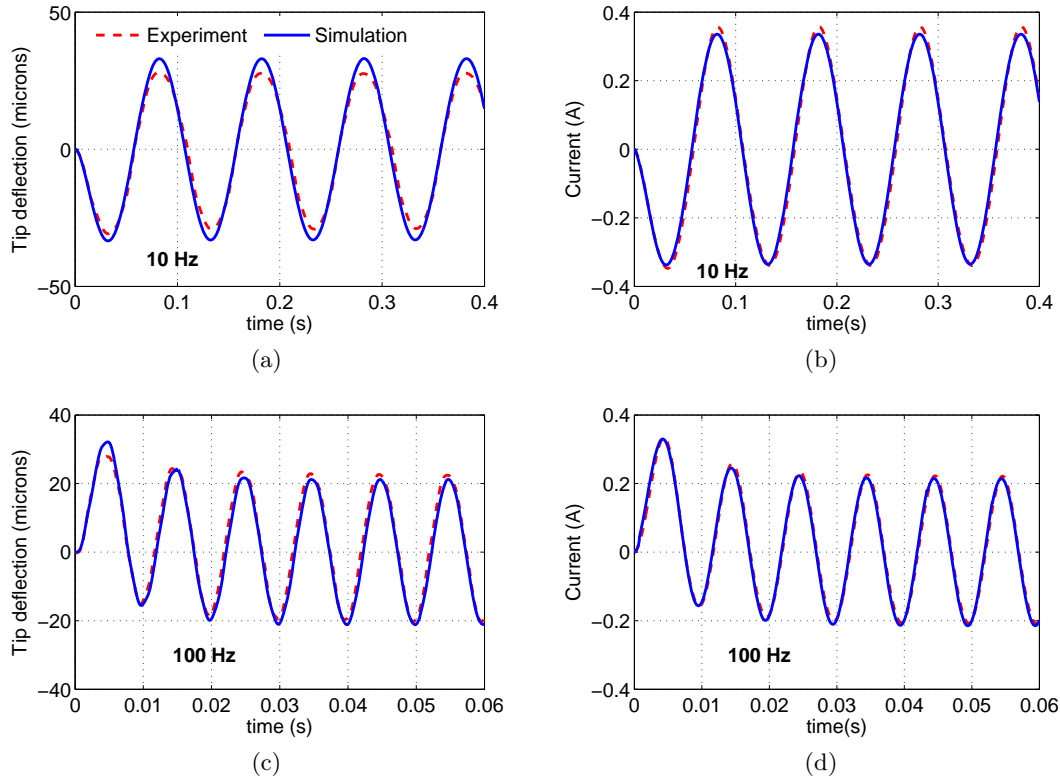 50
Experiment
Simulation
Tip deflection (microns)
0
−50
10 Hz
0
0.1
0.2
0.3
0.4
time (s)
(a)
0.4
0.2
Current (A)
0
−0.2
−0.4
10 Hz
0
0.1
0.2
0.3
0.4
time(s)
(b)
40
20
Tip deflection (microns)
0
−20
−40
100 Hz
0
0.01
0.02
0.03
0.04
0.05
0.06
time (s)
(c)
0.4
0.2
Current (A)
0
−0.2
−0.4
100 Hz
0
0.01
0.02
0.03
0.04
0.05
0.06
time(s)
(d)